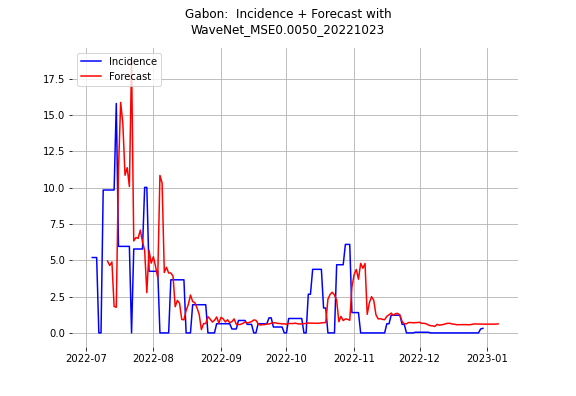 Gabon:  Incidence + Forecast with
WaveNet_MSE0.0050_20221023
Incidence
Forecast
17.5
15.0
12.5
10.0
7.5
5.0
2.5
0.0
2022-07 2022-08 2022-09 2022-10 2022-11 2022-12 2023-01